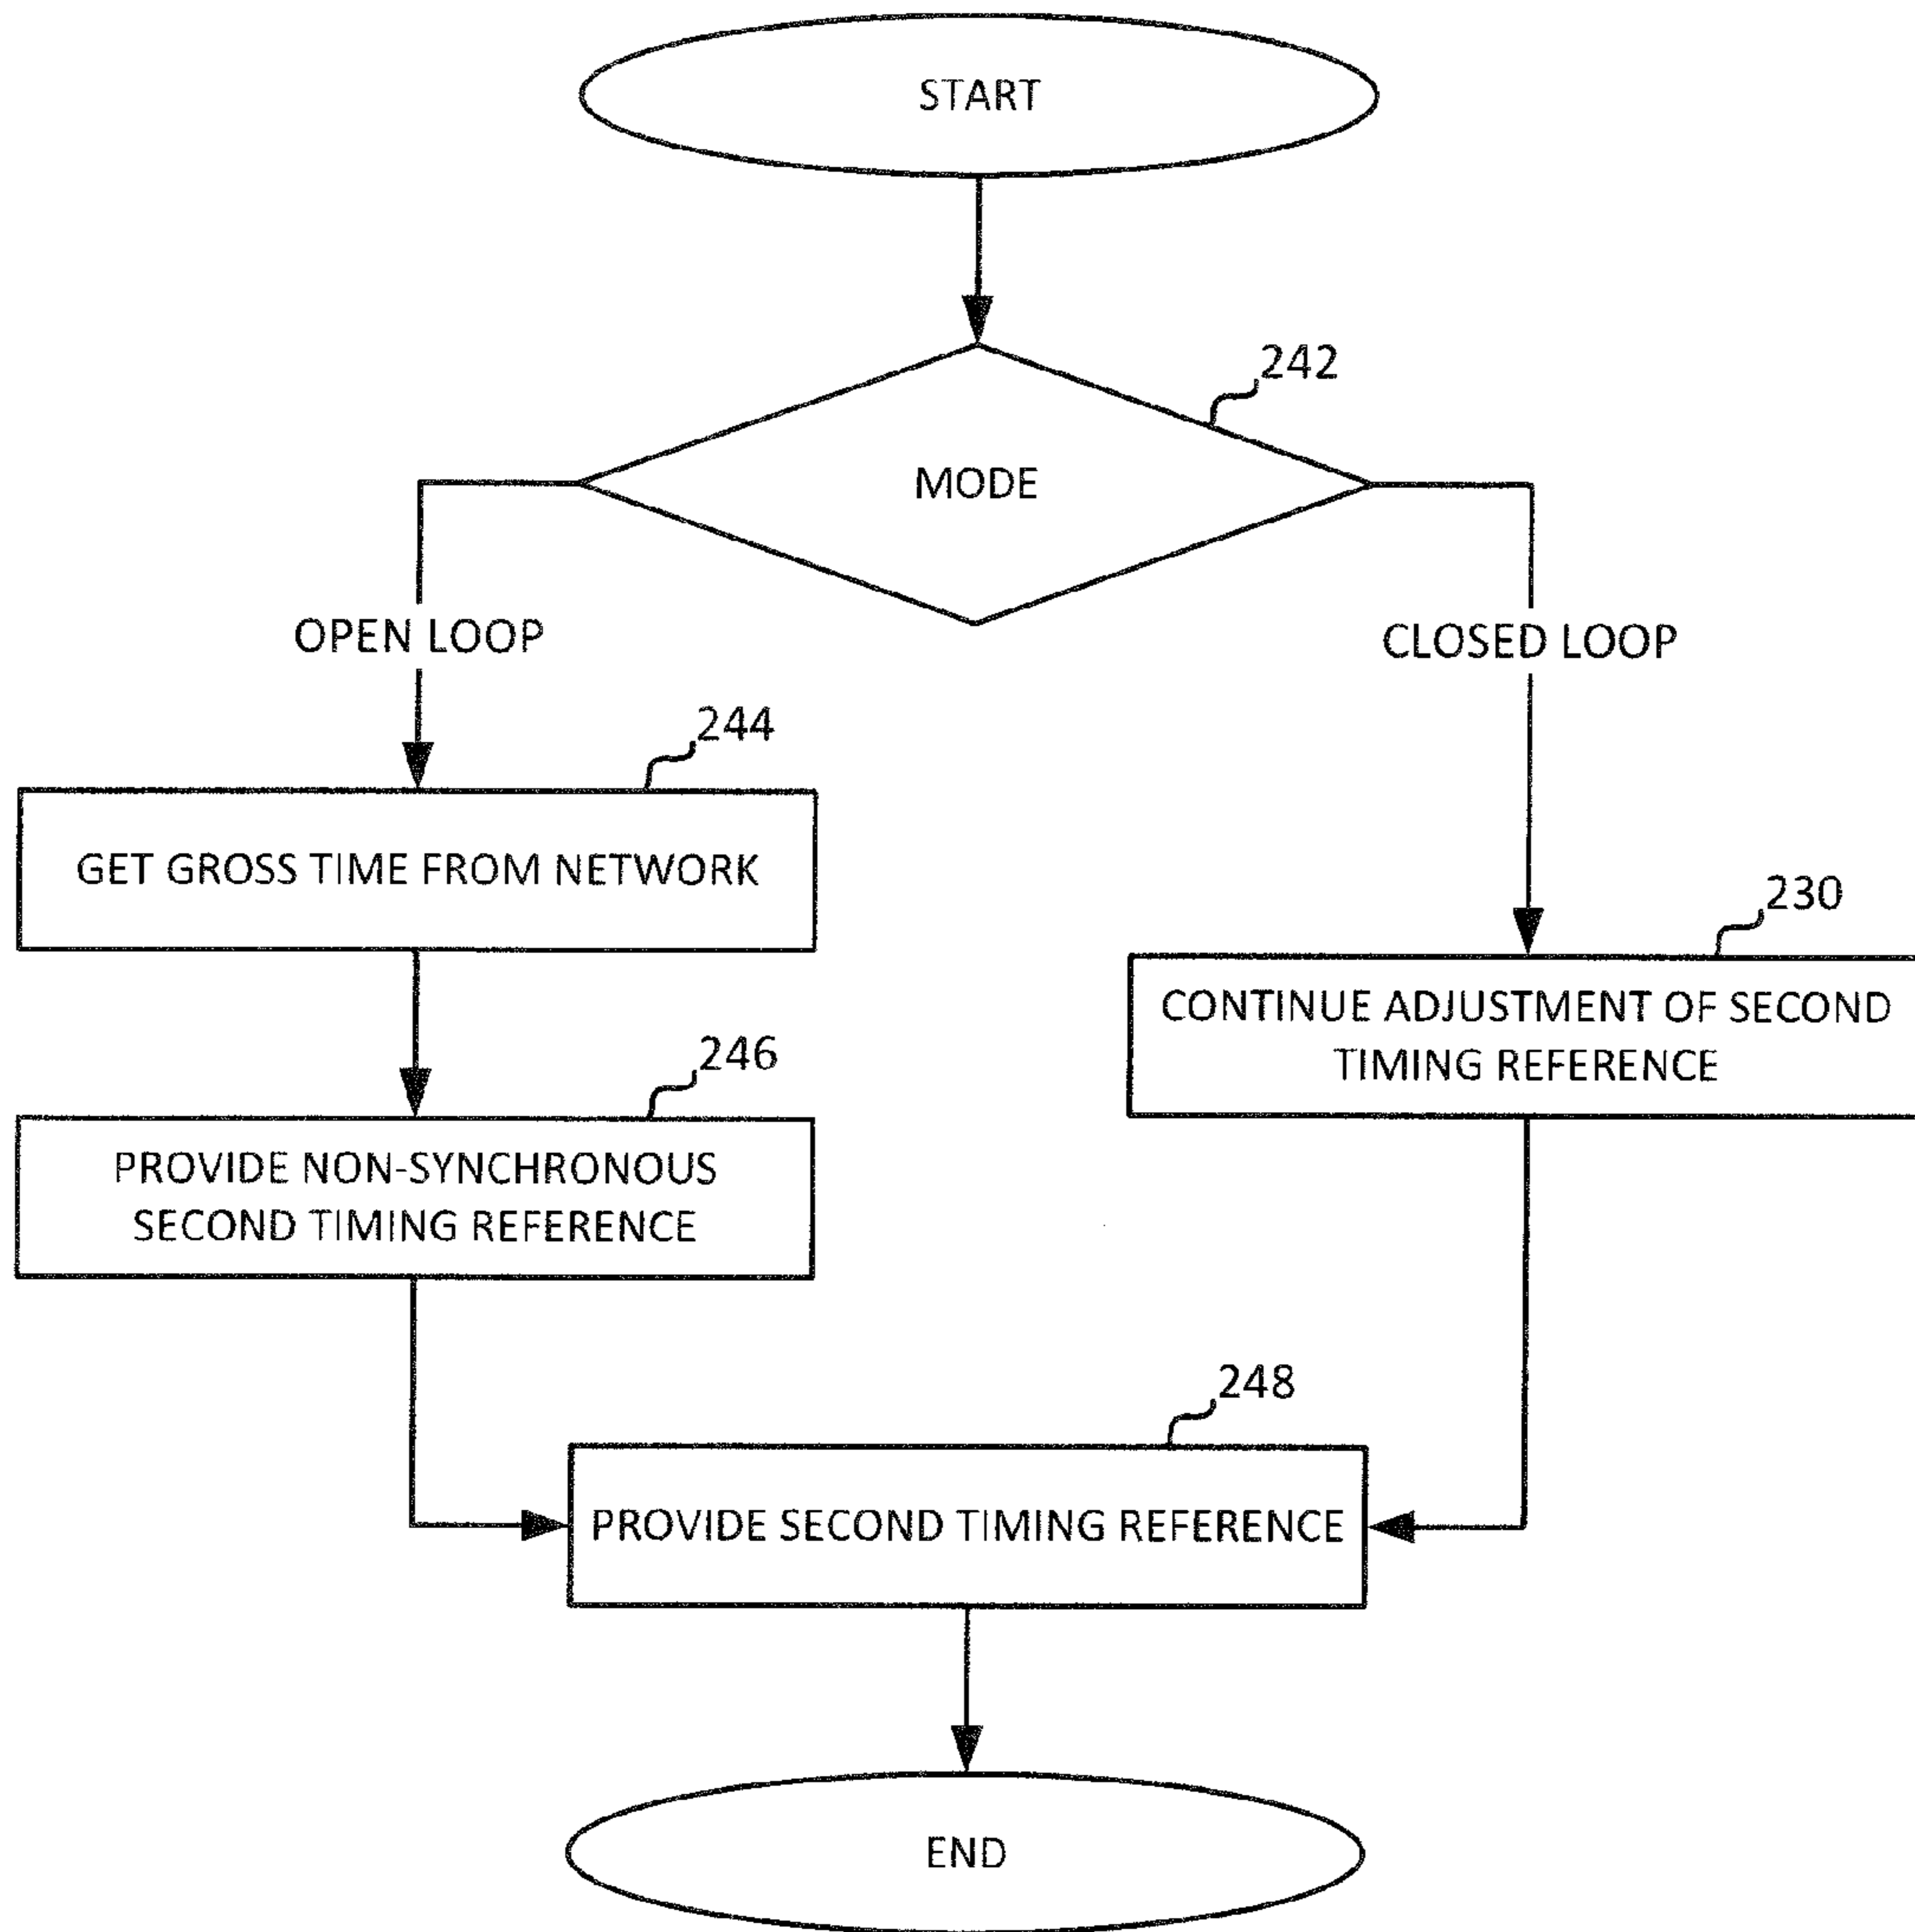 START
242
MODE
OPEN LOOP
CLOSED LOOP
244
GET GROSS TIME FROM NETWORK
230
CONTINUE ADJUSTMENT OF SECOND
TIMING REFERENCE
246
PROVIDE NON-SYNCHRONOUS
SECOND TIMING REFERENCE
248
PROVIDE SECOND TIMING REFERENCE
END